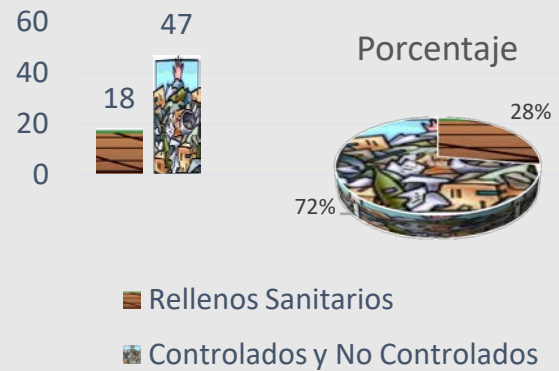 60
47
40
18
20
0
Porcentaje
28%
72%
Rellenos Sanitarios
Controlados y No Controlados